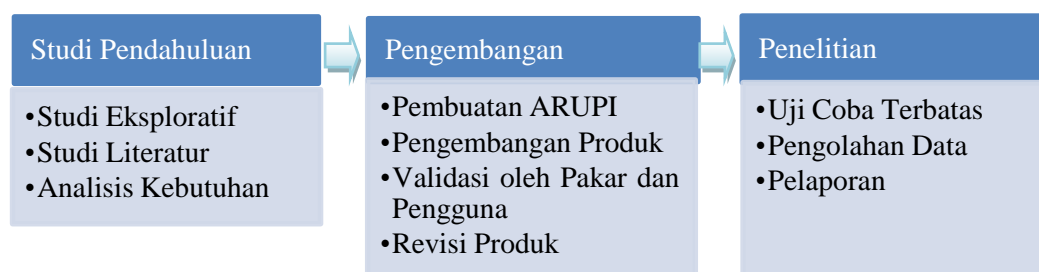 Studi Pendahuluan
•Studi Eksploratif
•Studi Literatur
•Analisis Kebutuhan
Pengembangan
•Pembuatan ARUPI
•Pengembangan Produk
•Validasi oleh Pakar dan
Pengguna
•Revisi Produk
Penelitian
•Uji Coba Terbatas
•Pengolahan Data
•Pelaporan